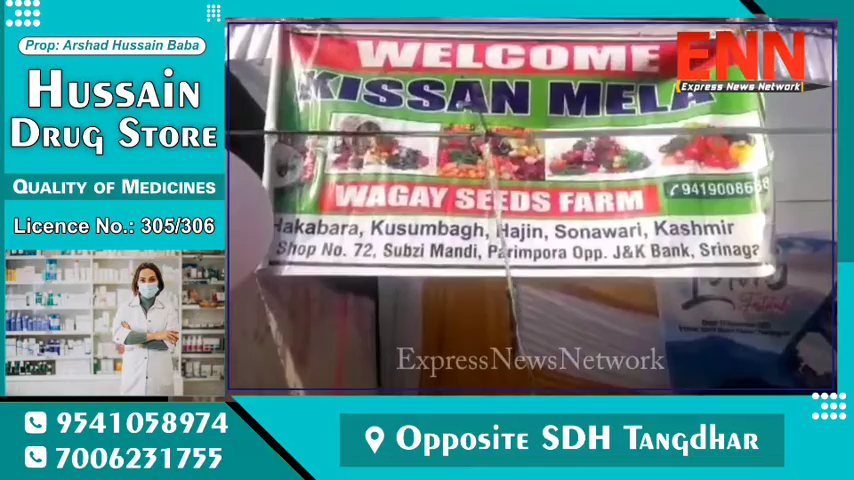 Prop: Arshad Hussain Baba
HUSSAIN
DRUG STORE
QUALITY OF MEDICINES
Licence No.: 305/306
9541058974
7006231755
OPPOSITE SDH TANGDHAR
ENN
Express News Network
WELCOME
KISSAN MELA
WAGAY SEEDS FARM
Hakabara, Kusumbagh, Hajin, Sonawari, Kashmir
Shop No. 72, Subzi Mandi, Parimpora Opp. J&K Bank,
ExpressNewsNetwork